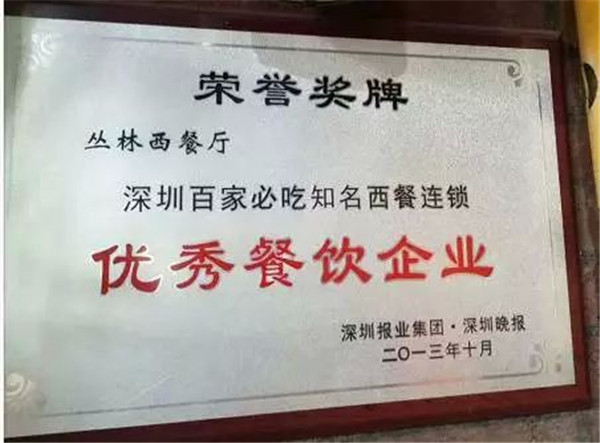 荣誉奖牌
丛林西餐厅
深圳百家必吃知名西餐连锁
优秀餐饮企业
深圳报业集团·深圳晚报
二〇一三年十月